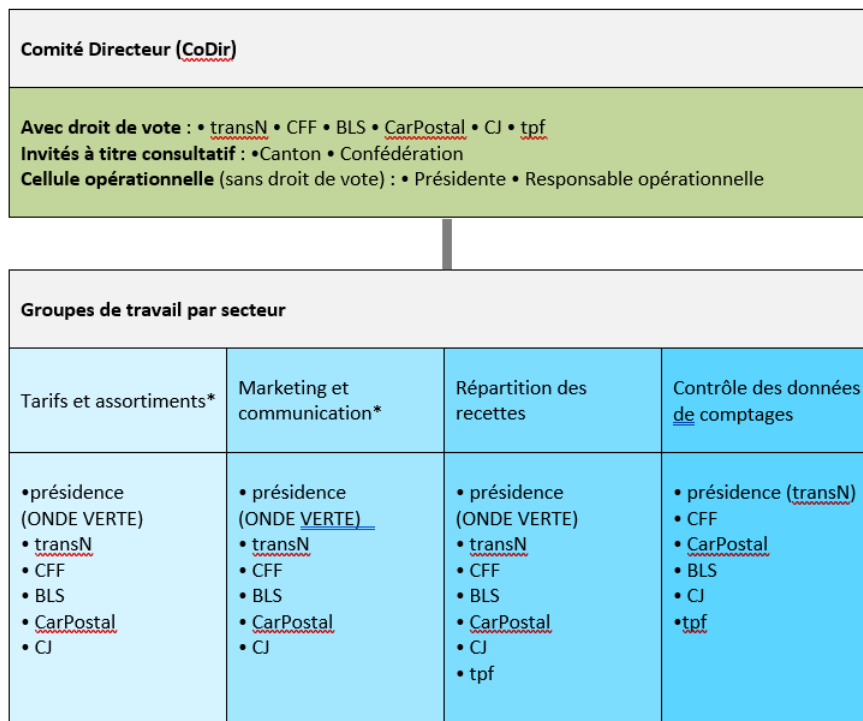 Comité Directeur (CoDir)
Avec droit de vote : • transN • CFF • BLS • CarPostal • CJ • tpf
Invités à titre consultatif : •Canton • Confédération
Cellule opérationnelle (sans droit de vote) : • Présidente • Responsable opérationnelle
Groupes de travail par secteur
Tarifs et assortiments*
Marketing et
communication*
Répartition des
recettes
Contrôle des données
de comptages
•présidence
(ONDE VERTE)
• transN
• CFF
• BLS
• CarPostal
• CJ
• présidence
(ONDE VERTE)
• transN
• CFF
• BLS
• CarPostal
• CJ
• présidence
(ONDE VERTE)
• transN
• CFF
• BLS
• CarPostal
• CJ
• tpf
• présidence (transN)
• CFF
• CarPostal
• BLS
• CJ
•tpf